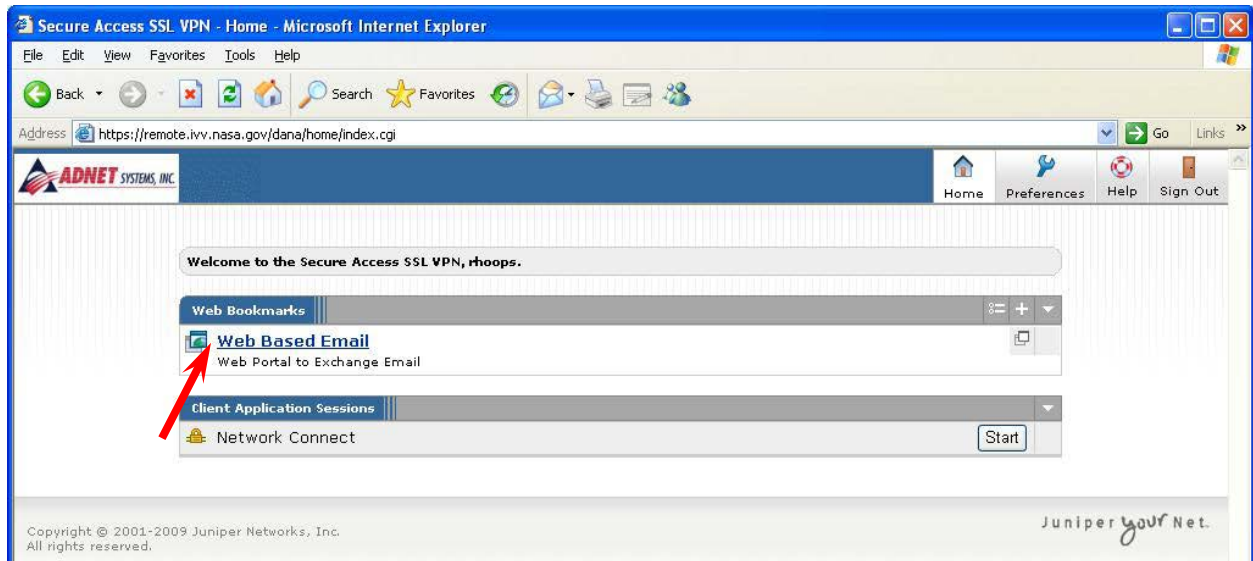 Secure Access SSL VPN - Home - Microsoft Internet Explorer
File Edit View Favorites Tools Help
Back Search Favorites
Address https://remote.ivv.nasa.gov/dana/home/index.cgi Go Links »
ADNET SYSTEMS, INC. Home Preferences Help Sign Out
Welcome to the Secure Access SSL VPN, rhoops.
Web Bookmarks
Web Based Email
Web Portal to Exchange Email
Client Application Sessions
Network Connect Start
Copyright © 2001-2009 Juniper Networks, Inc.
All rights reserved.
Juniper your Net.